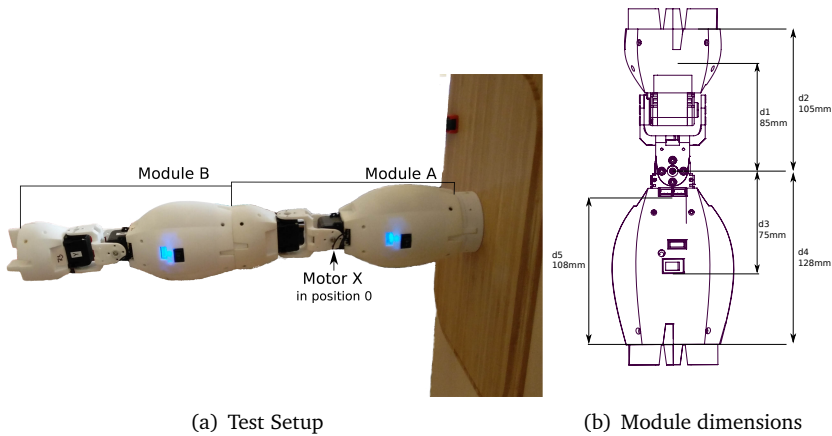 Module B
Module A
Motor X
in position 0
d1
85mm
d2
105mm
d3
75mm
d4
128mm
d5
108mm
(a) Test Setup
(b) Module dimensions